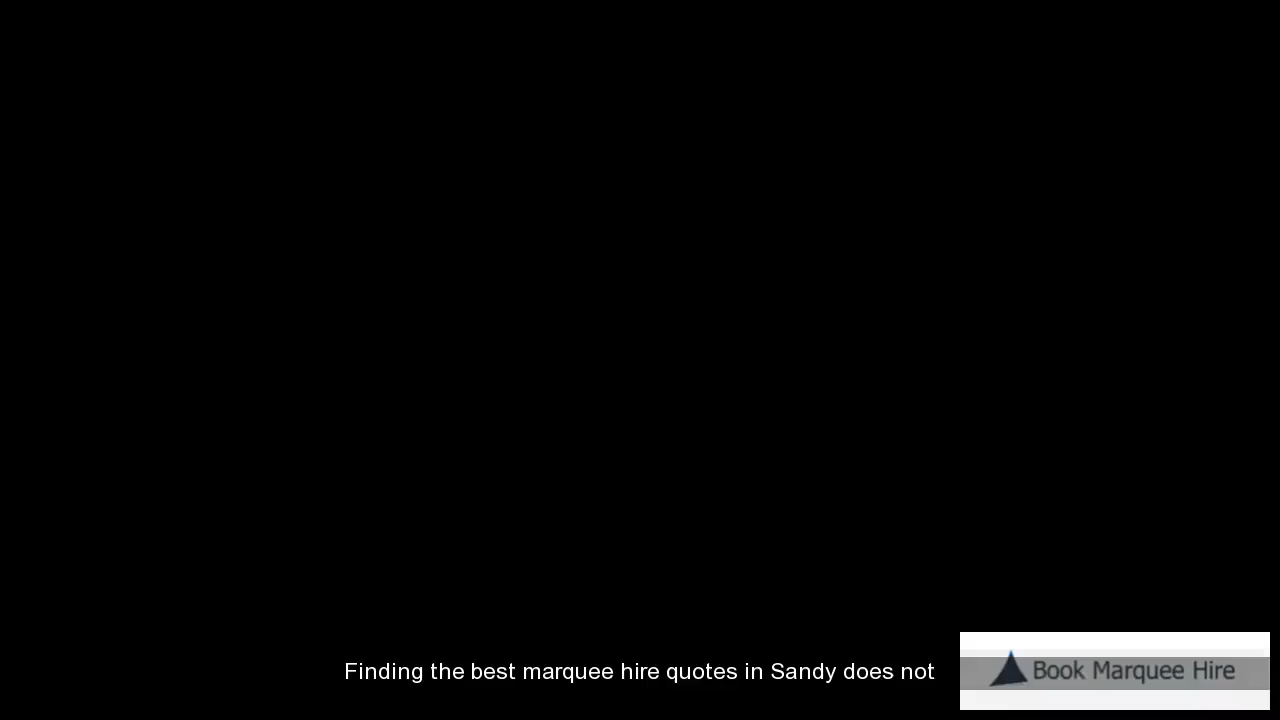 Finding the best marquee hire quotes in Sandy does not
Book Marquee Hire